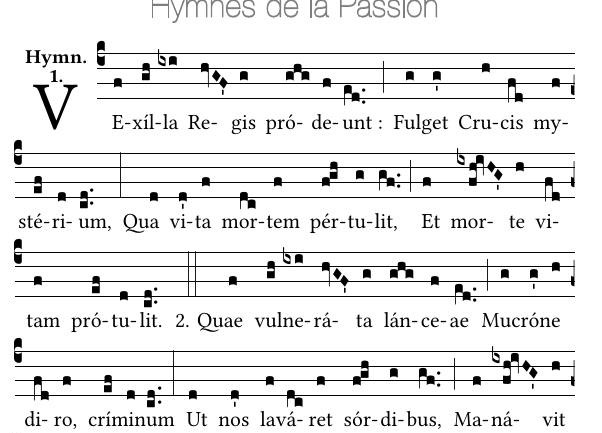 Hymnes de la Passion
Hymn.
1.
V E-xíl-la Re-gis pró-de-unt : Ful-get Cru-cis my-
sté-ri-um, Qua vi-ta mor-tem pér-tu-lit, Et mor-te vi-
tam pró-tu-lit. 2. Quae vulne-rá-ta lán-ce-ae Mucróne
di-ro, críminum Ut nos lavá-ret sór-di-bus, Ma-ná-vit